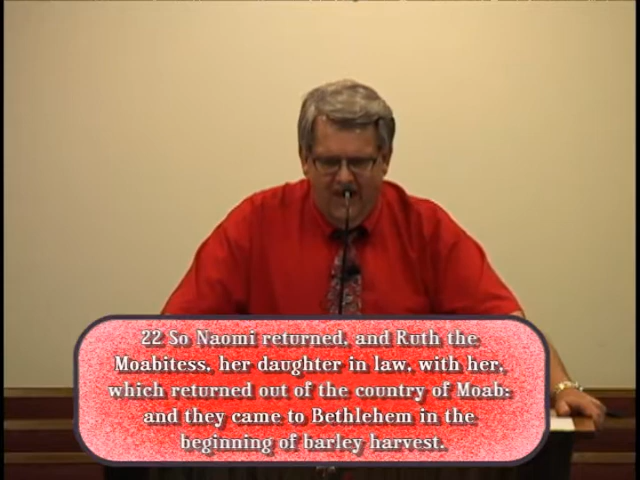 22 So Naomi returned, and Ruth the
Moabitess, her daughter in law, with her,
which returned out of the country of Moab:
and they came to Bethlehem in the
beginning of barley harvest.